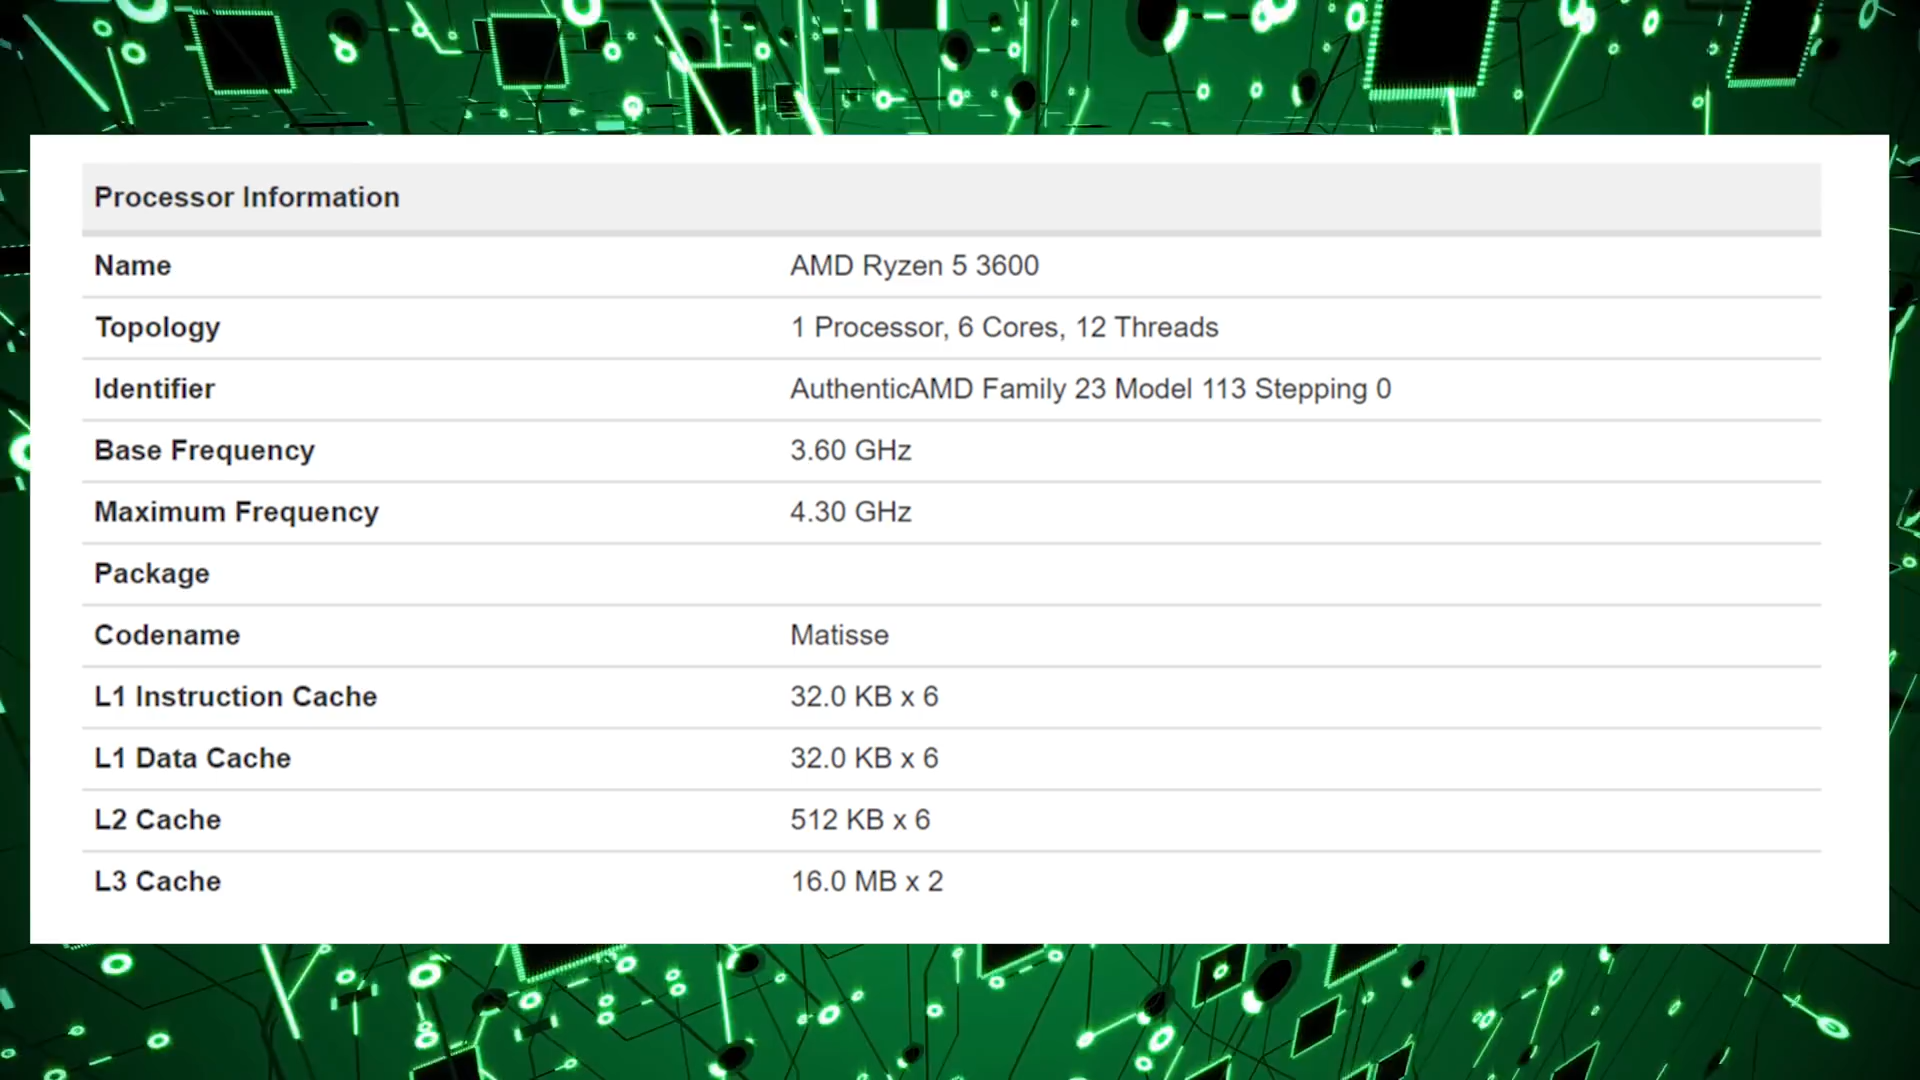 Processor Information
Name AMD Ryzen 5 3600
Topology 1 Processor, 6 Cores, 12 Threads
Identifier AuthenticAMD Family 23 Model 113 Stepping 0
Base Frequency 3.60 GHz
Maximum Frequency 4.30 GHz
Package
Codename Matisse
L1 Instruction Cache 32.0 KB x 6
L1 Data Cache 32.0 KB x 6
L2 Cache 512 KB x 6
L3 Cache 16.0 MB x 2